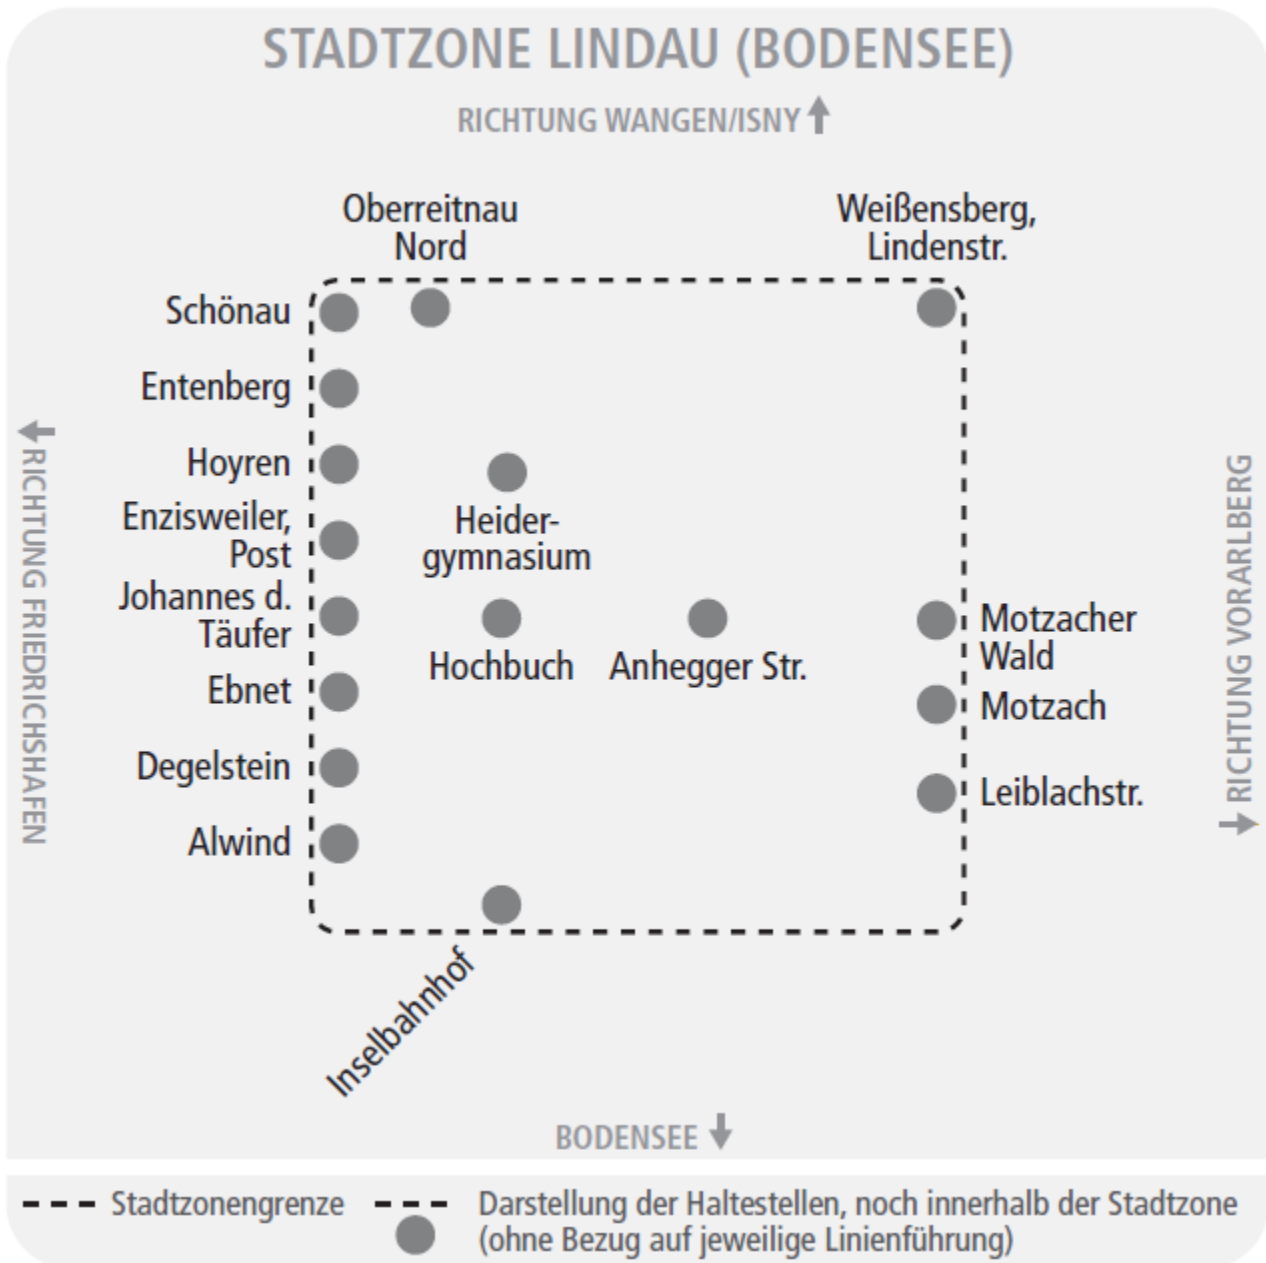 STADTZONE LINDAU (BODENSEE)
RICHTUNG WANGEN/ISNY
Oberreitnau
Nord
Weißensberg,
Lindenstr.
Schönau
Entenberg
Hoyren
Enzisweiler,
Post
Johannes d.
Täufer
Ebnet
Degelstein
Alwind
RICHTUNG FRIEDRICHSHAFEN
Heider-
gymnasium
Hochbuch
Anhegger Str.
Motzacher
Wald
Motzach
Leiblachstr.
RICHTUNG VORARLBERG
Inselbahnhof
BODENSEE
Stadtzonengrenze
Darstellung der Haltestellen, noch innerhalb der Stadtzone
(ohne Bezug auf jeweilige Linienführung)